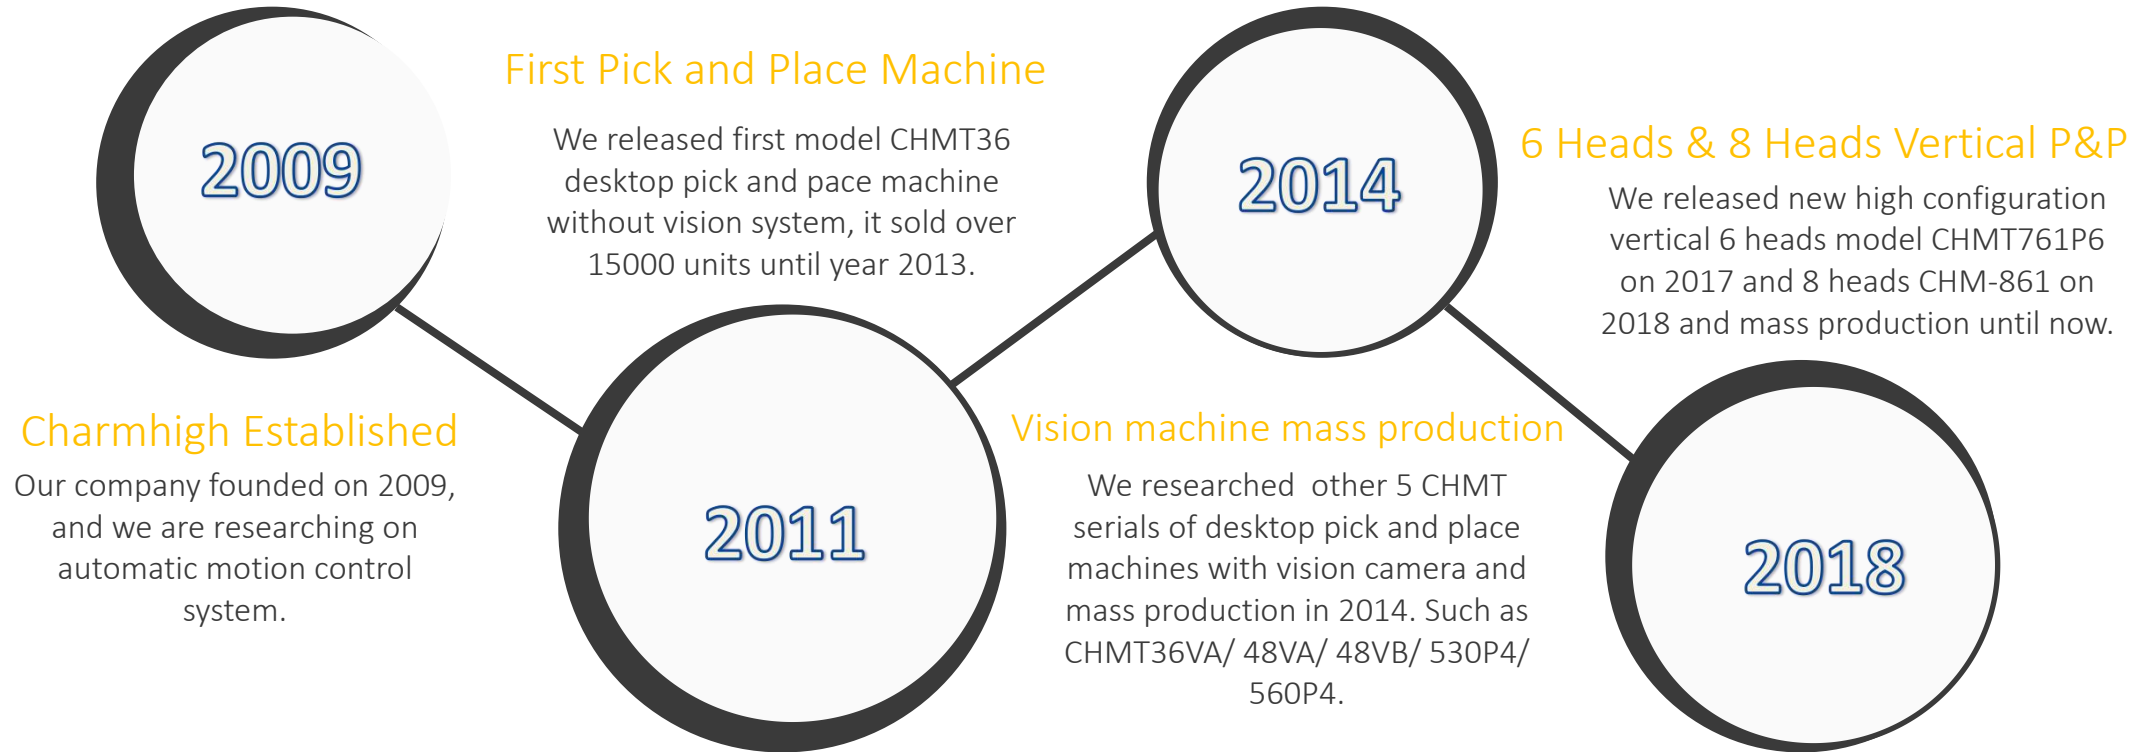 2009
Charmhigh Established
Our company founded on 2009,
and we are researching on
automatic motion control
system.
First Pick and Place Machine
We released first model CHMT36
desktop pick and pace machine
without vision system, it sold over
15000 units until year 2013.
2011
2014
Vision machine mass production
We researched  other 5 CHMT
serials of desktop pick and place
machines with vision camera and
mass production in 2014. Such as
CHMT36VA/ 48VA/ 48VB/ 530P4/
560P4.
6 Heads & 8 Heads Vertical P&P
We released new high configuration
vertical 6 heads model CHMT761P6
on 2017 and 8 heads CHM-861 on
2018 and mass production until now.
2018